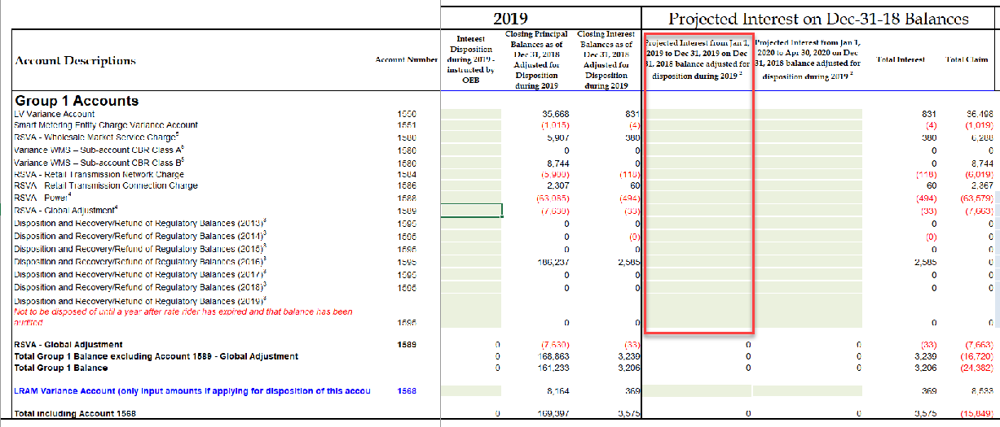 2019 Projected Interest on Dec-31-18 Balances
Account Descriptions Account Number Interest Disposition during 2019 - instructed by OEB Closing Principal Balances as of Dec 31, 2018 Adjusted for Disposition during 2019 Closing Interest Balances as of Dec 31, 2018 Adjusted for Disposition during 2019 Projected Interest from Jan 1, 2019 to Dec 31, 2019 on Dec 31, 2018 balance adjusted for disposition during 2019 2 Projected Interest from Jan 1, 2020 to Apr 30, 2020 on Dec 31, 2018 balance adjusted for disposition during 2019 2 Total Interest Total Claim
Group 1 Accounts
LV Variance Account 1550 35,668 831 831 36,498
Smart Metering Entity Charge Variance Account 1551 (1,015) (4) (4) (1,019)
RSVA - Wholesale Market Service Charge5 1580 5,907 380 380 6,288
Variance WMS – Sub-account CBR Class A5 1580 0 0 0 0
Variance WMS – Sub-account CBR Class B5 1580 8,744 0 0 8,744
RSVA - Retail Transmission Network Charge 1584 (5,900) (118) (118) (6,019)
RSVA - Retail Transmission Connection Charge 1586 2,307 60 60 2,367
RSVA - Power4 1588 (63,085) (494) (494) (63,579)
RSVA - Global Adjustment4 1589 (7,630) (33) (33) (7,663)
Disposition and Recovery/Refund of Regulatory Balances (2013)3 1595 0 0 0 0
Disposition and Recovery/Refund of Regulatory Balances (2014)3 1595 0 (0) (0) 0
Disposition and Recovery/Refund of Regulatory Balances (2015)3 1595 0 0 0 0
Disposition and Recovery/Refund of Regulatory Balances (2016)3 1595 186,237 2,585 2,585 0
Disposition and Recovery/Refund of Regulatory Balances (2017)3 1595 0 0 0 0
Disposition and Recovery/Refund of Regulatory Balances (2018)3 1595 0 0 0 0
Disposition and Recovery/Refund of Regulatory Balances (2019)3
Not to be disposed of until a year after rate rider has expired and that balance has been
audited 1595 0 0 0 0
RSVA - Global Adjustment 1589 0 (7,630) (33) 0 0 (33) (7,663)
Total Group 1 Balance excluding Account 1589 - Global Adjustment 0 168,863 3,239 0 0 3,239 (16,720)
Total Group 1 Balance 0 161,233 3,206 0 0 3,206 (24,382)
LRAM Variance Account (only input amounts if applying for disposition of this accou 1568 8,164 369 369 8,533
Total including Account 1568 0 169,397 3,575 0 0 3,575 (15,849)